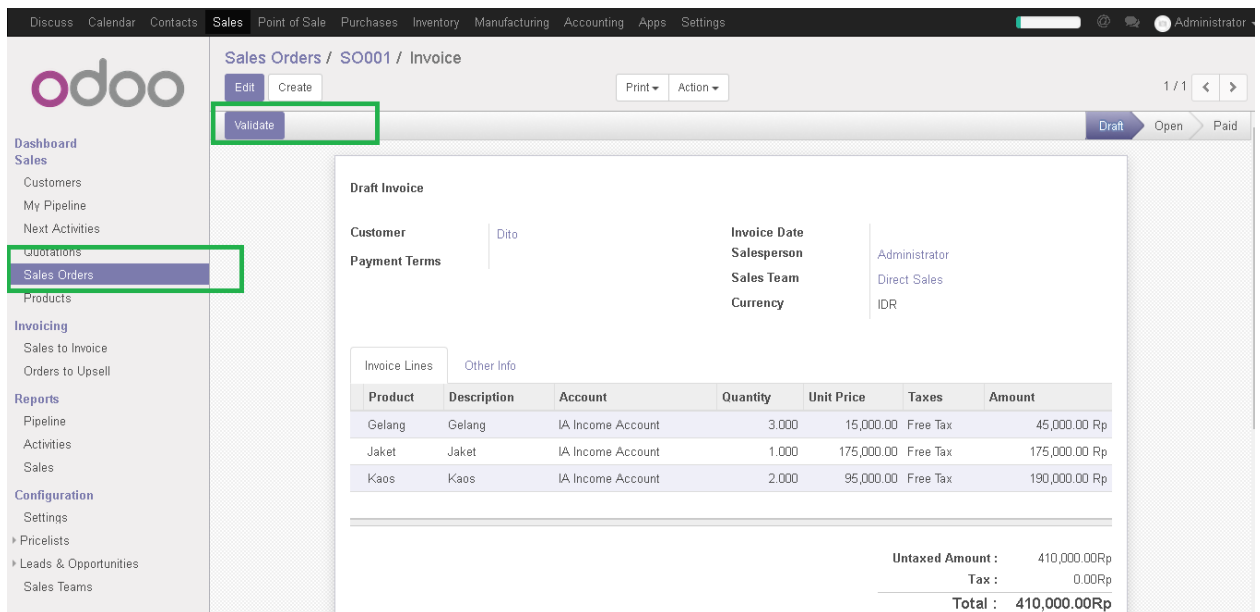 Discuss Calendar Contacts Sales Point of Sale Purchases Inventory Manufacturing Accounting Apps Settings @ Administrator
odoo
Sales Orders / SO001 / Invoice
Edit Create Print Action 1 / 1
Validate Draft Open Paid
Dashboard
Sales
Customers
My Pipeline
Next Activities
Quotations
Sales Orders
Products
Invoicing
Sales to Invoice
Orders to Upsell
Reports
Pipeline
Activities
Sales
Configuration
Settings
Pricelists
Leads & Opportunities
Sales Teams
Draft Invoice
Customer Dito
Payment Terms
Invoice Date
Salesperson Administrator
Sales Team Direct Sales
Currency IDR
Invoice Lines Other Info
Product Description Account Quantity Unit Price Taxes Amount
Gelang Gelang IA Income Account 3.000 15,000.00 Free Tax 45,000.00 Rp
Jaket Jaket IA Income Account 1.000 175,000.00 Free Tax 175,000.00 Rp
Kaos Kaos IA Income Account 2.000 95,000.00 Free Tax 190,000.00 Rp
Untaxed Amount : 410,000.00Rp
Tax : 0.00Rp
Total : 410,000.00Rp